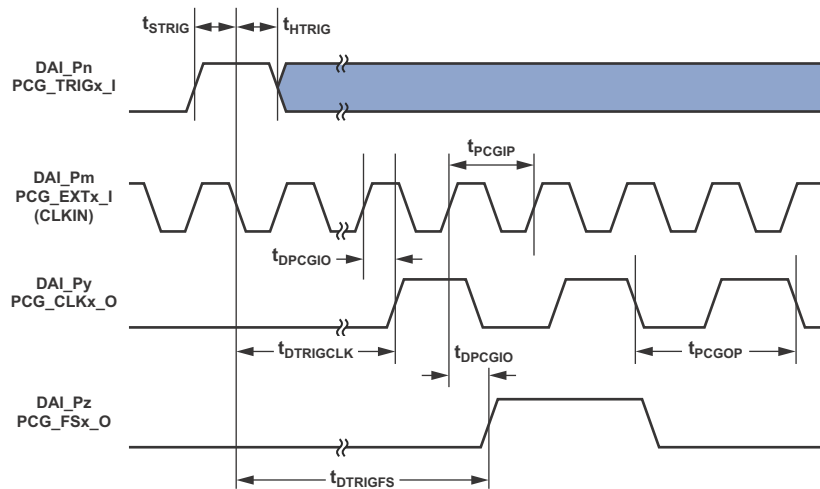 tSTRIG
tHTRIG
DAI_Pn
PCG_TRIGx_I
tPCGIP
DAI_Pm
PCG_EXTx_I
(CLKIN)
tDPCGIO
DAI_Py
PCG_CLKx_O
tDTRIGCLK
tDPCGIO
tPCGOP
DAI_Pz
PCG_FSx_O
tDTRIGFS